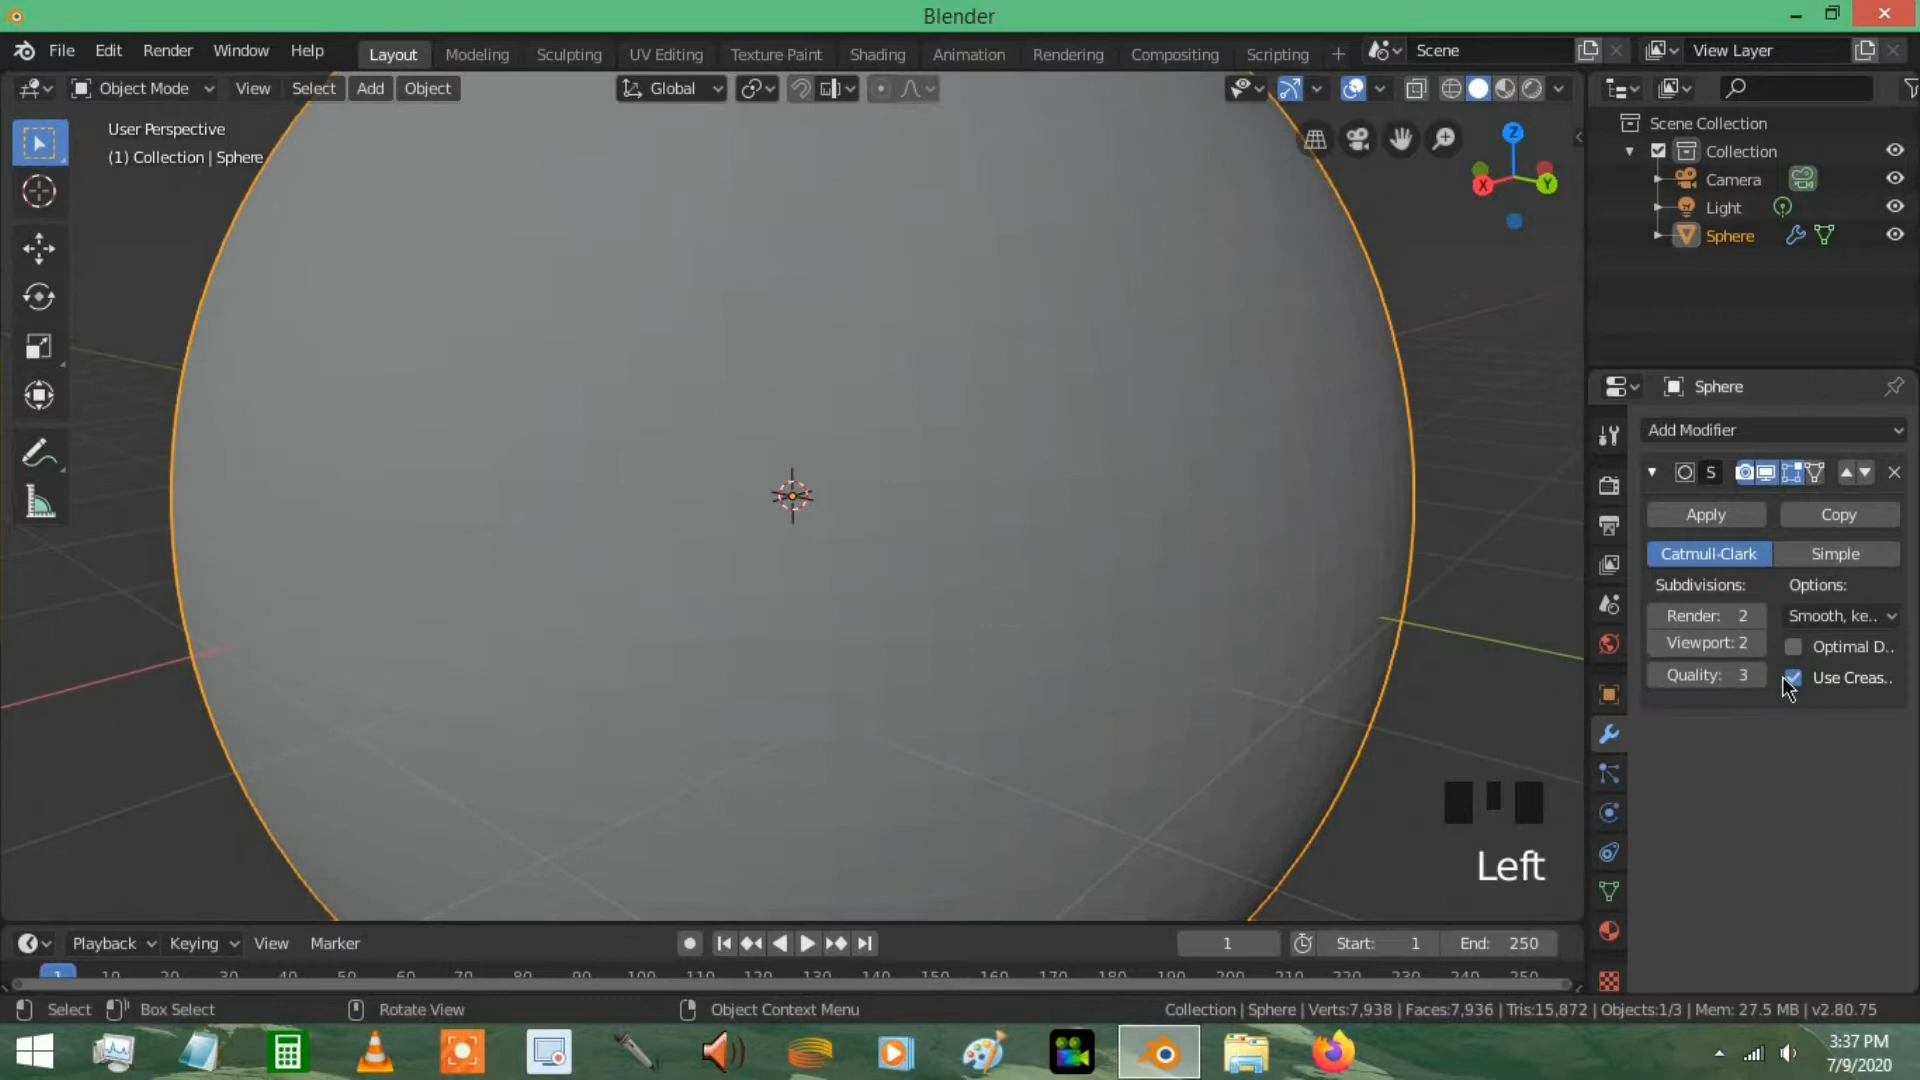 Blender
File Edit Render Window Help Layout Modeling Sculpting UV Editing Texture Paint Shading Animation Rendering Compositing Scripting + Scene View Layer
Object Mode View Select Add Object Global
User Perspective
(1) Collection | Sphere
Z
X Y
Scene Collection
Collection
Camera
Light
Sphere
Sphere
Add Modifier
S
Apply Copy
Catmull-Clark Simple
Subdivisions: Options:
Render: 2 Smooth, ke..
Viewport: 2 Optimal D..
Quality: 3 Use Creas..
Left
Playback Keying View Marker 1 Start: 1 End: 250
1 10 20 30 40 50 60 70 80 90 100 110 120 130 140 150 160 170 180 190 200 210 220 230 240 250
Select Box Select Rotate View Object Context Menu Collection | Sphere | Verts:7,938 | Faces:7,936 | Tris:15,872 | Objects:1/3 | Mem: 27.5 MB | v2.80.75
3:37 PM
7/9/2020